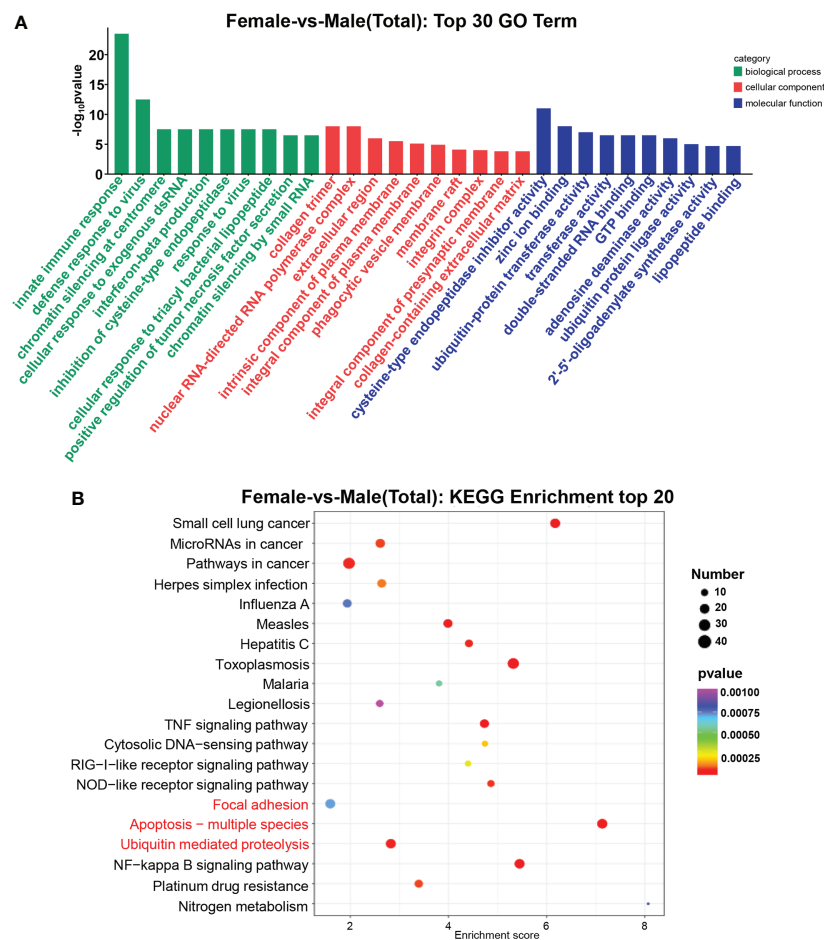 A
Female-vs-Male(Total): Top 30 GO Term
-log10pvalue
20
15
10
5
0
category
biological process
cellular component
molecular function
innate immune response
defense response to virus
chromatin silencing at centromere
cellular response to exogenous dsRNA
interferon-beta production
inhibition of cysteine-type endopeptidase
response to virus
cellular response to triacyl bacterial lipopeptide
positive regulation of tumor necrosis factor secretion
chromatin silencing by small RNA
collagen trimer
nuclear RNA-directed RNA polymerase complex
extracellular region
intrinsic component of plasma membrane
integral component of plasma membrane
phagocytic vesicle membrane
membrane raft
integrin complex
integral component of presynaptic membrane
collagen-containing extracellular matrix
cysteine-type endopeptidase inhibitor activity
zinc ion binding
ubiquitin-protein transferase activity
transferase activity
double-stranded RNA binding
GTP binding
adenosine deaminase activity
ubiquitin protein ligase activity
2'-5'-oligoadenylate synthetase activity
lipopeptide binding
B
Female-vs-Male(Total): KEGG Enrichment top 20
Small cell lung cancer
MicroRNAs in cancer
Pathways in cancer
Herpes simplex infection
Influenza A
Measles
Hepatitis C
Toxoplasmosis
Malaria
Legionellosis
TNF signaling pathway
Cytosolic DNA−sensing pathway
RIG−I−like receptor signaling pathway
NOD−like receptor signaling pathway
Focal adhesion
Apoptosis − multiple species
Ubiquitin mediated proteolysis
NF−kappa B signaling pathway
Platinum drug resistance
Nitrogen metabolism
2 4 6 8
Enrichment score
Number
10
20
30
40
pvalue
0.00100
0.00075
0.00050
0.00025